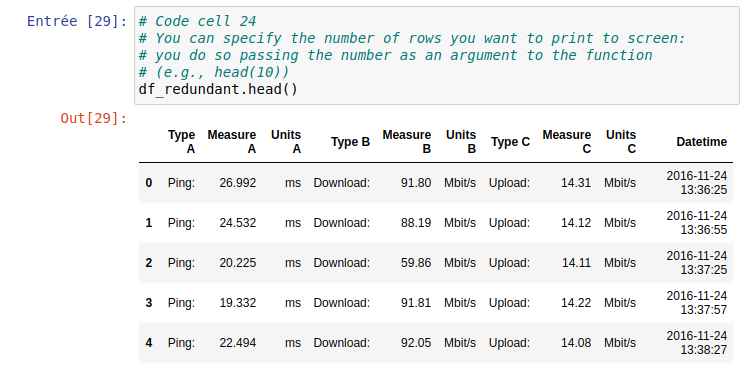 Entrée [29]: # Code cell 24
# You can specify the number of rows you want to print to screen:
# you do so passing the number as an argument to the function
# (e.g., head(10))
df_redundant.head()
Out[29]:
Type A Measure A Units A Type B Measure B Units B Type C Measure C Units C Datetime
0 Ping: 26.992 ms Download: 91.80 Mbit/s Upload: 14.31 Mbit/s 2016-11-24 13:36:25
1 Ping: 24.532 ms Download: 88.19 Mbit/s Upload: 14.12 Mbit/s 2016-11-24 13:36:55
2 Ping: 20.225 ms Download: 59.86 Mbit/s Upload: 14.11 Mbit/s 2016-11-24 13:37:25
3 Ping: 19.332 ms Download: 91.81 Mbit/s Upload: 14.22 Mbit/s 2016-11-24 13:37:57
4 Ping: 22.494 ms Download: 92.05 Mbit/s Upload: 14.08 Mbit/s 2016-11-24 13:38:27